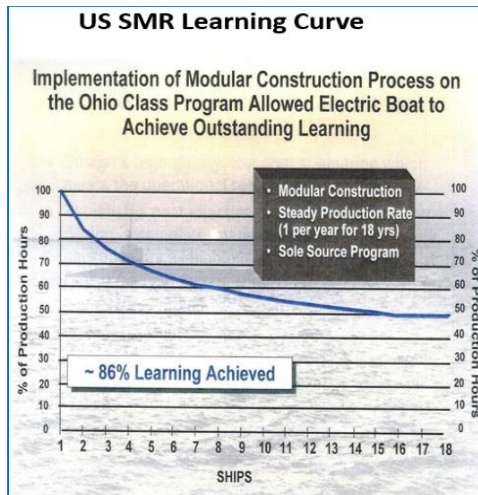 US SMR Learning Curve
Implementation of Modular Construction Process on
the Ohio Class Program Allowed Electric Boat to
Achieve Outstanding Learning
• Modular Construction
• Steady Production Rate
(1 per year for 18 yrs)
• Sole Source Program
% of Production Hours
100
90
80
70
60
50
40
30
20
10
0
100
90
80
70
60
50
40
30
20
10
0
% of Production Hours
~ 86% Learning Achieved
1 2 3 4 5 6 7 8 9 10 11 12 13 14 15 16 17 18
SHIPS